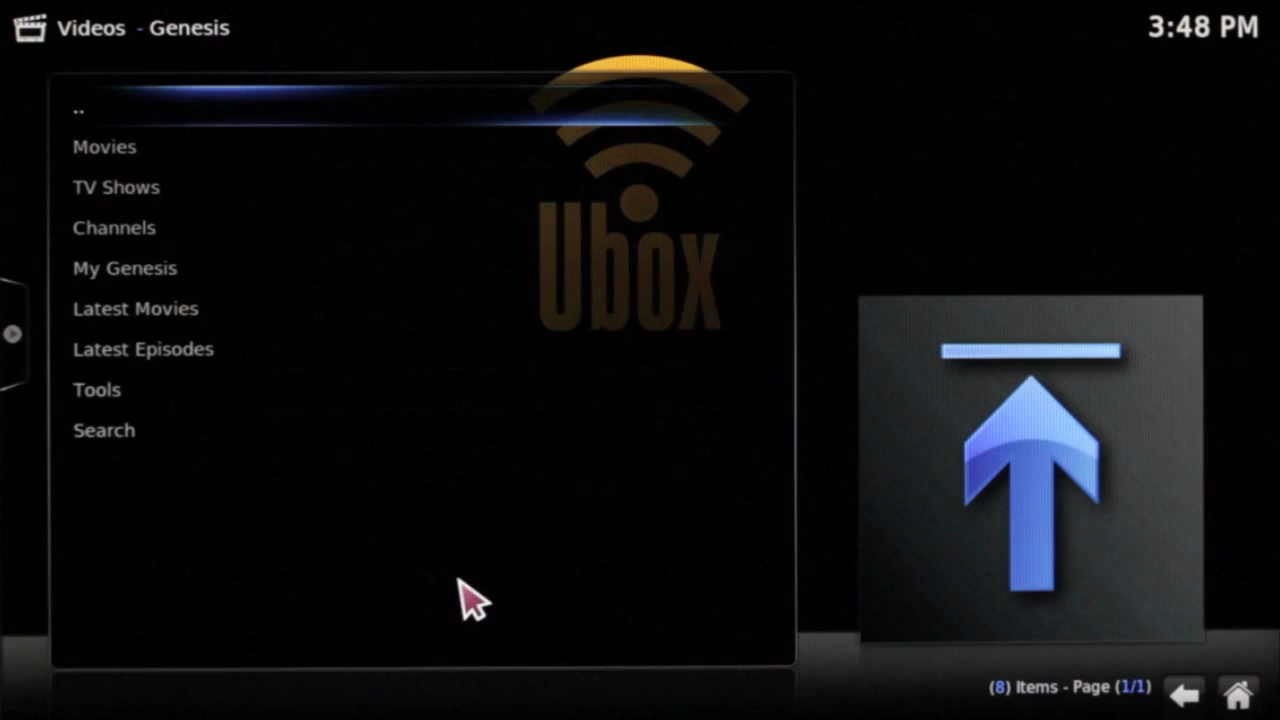 Videos - Genesis
3:48 PM
..
Movies
TV Shows
Channels
My Genesis
Latest Movies
Latest Episodes
Tools
Search
Ubox
(8) Items - Page (1/1)